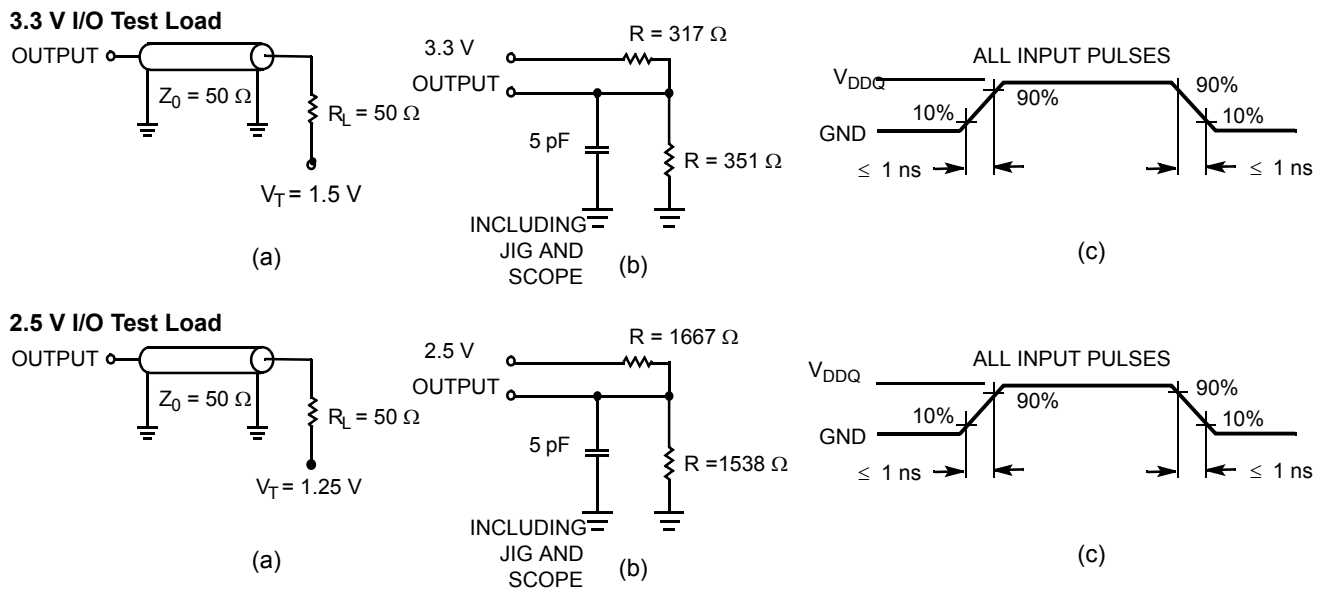 3.3 V I/O Test Load
OUTPUT
Z0 = 50 Ω
RL = 50 Ω
VT = 1.5 V
(a)
3.3 V
OUTPUT
R = 317 Ω
5 pF
R = 351 Ω
INCLUDING
JIG AND
SCOPE
(b)
ALL INPUT PULSES
VDDQ
GND
10%
90%
90%
10%
≤ 1 ns
≤ 1 ns
(c)
2.5 V I/O Test Load
OUTPUT
Z0 = 50 Ω
RL = 50 Ω
VT = 1.25 V
(a)
2.5 V
OUTPUT
R = 1667 Ω
5 pF
R =1538 Ω
INCLUDING
JIG AND
SCOPE
(b)
ALL INPUT PULSES
VDDQ
GND
10%
90%
90%
10%
≤ 1 ns
≤ 1 ns
(c)